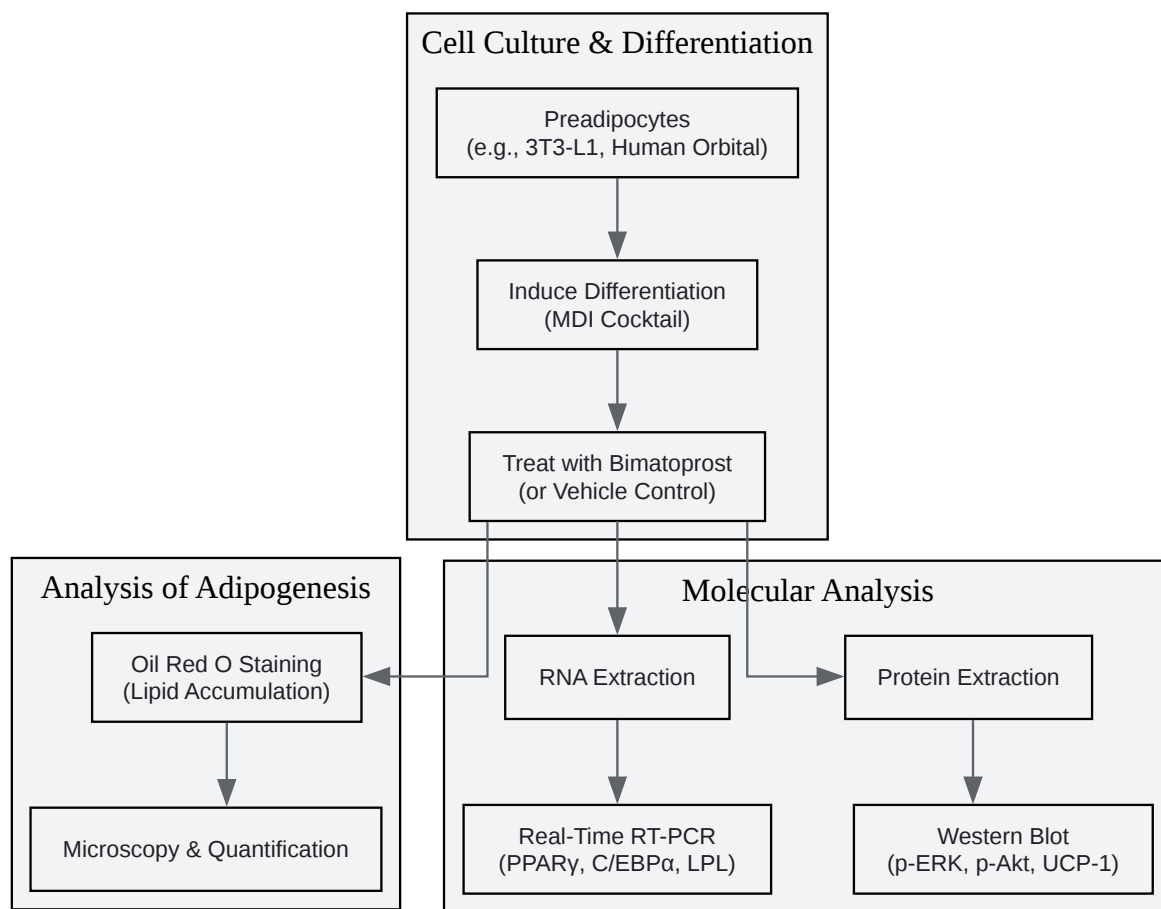 Cell Culture & Differentiation
Preadipocytes
(e.g., 3T3-L1, Human Orbital)
Induce Differentiation
(MDI Cocktail)
Treat with Bimatoprost
(or Vehicle Control)
Analysis of Adipogenesis
Oil Red O Staining
(Lipid Accumulation)
Microscopy & Quantification
Molecular Analysis
RNA Extraction
Protein Extraction
Real-Time RT-PCR
(PPARγ, C/EBPα, LPL)
Western Blot
(p-ERK, p-Akt, UCP-1)